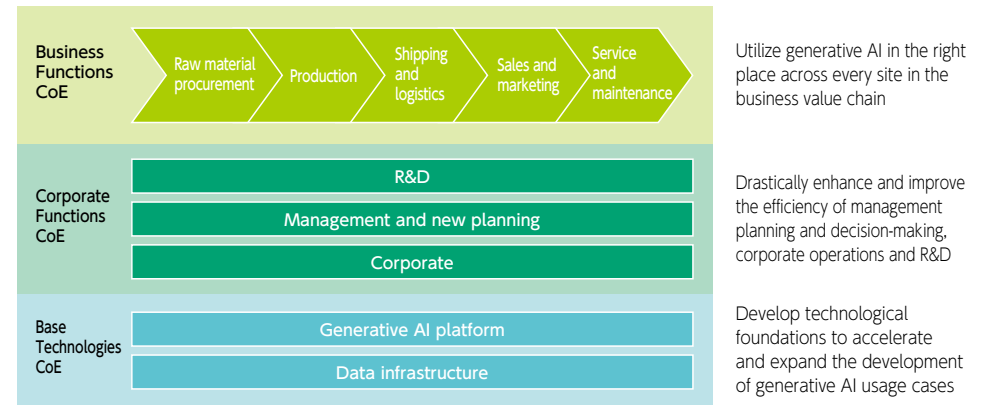 Business
Functions
CoE
Raw material
procurement
Production
Shipping
and
logistics
Sales and
marketing
Service
and
maintenance
Utilize generative AI in the right
place across every site in the
business value chain
Corporate
Functions
CoE
R&D
Management and new planning
Corporate
Drastically enhance and improve
the efficiency of management
planning and decision-making,
corporate operations and R&D
Base
Technologies
CoE
Generative AI platform
Data infrastructure
Develop technological
foundations to accelerate
and expand the development
of generative AI usage cases